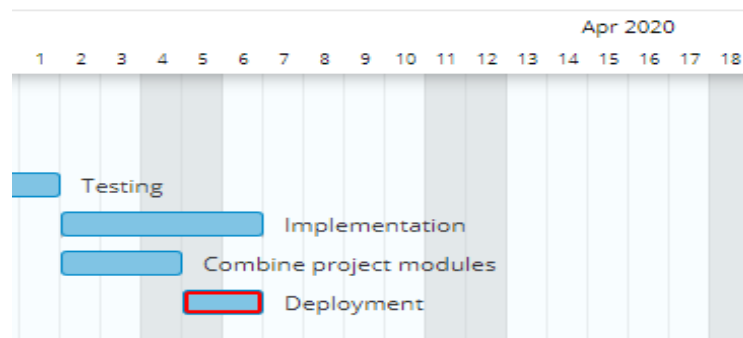 Apr 2020
1 2 3 4 5 6 7 8 9 10 11 12 13 14 15 16 17 18
Testing
Implementation
Combine project modules
Deployment